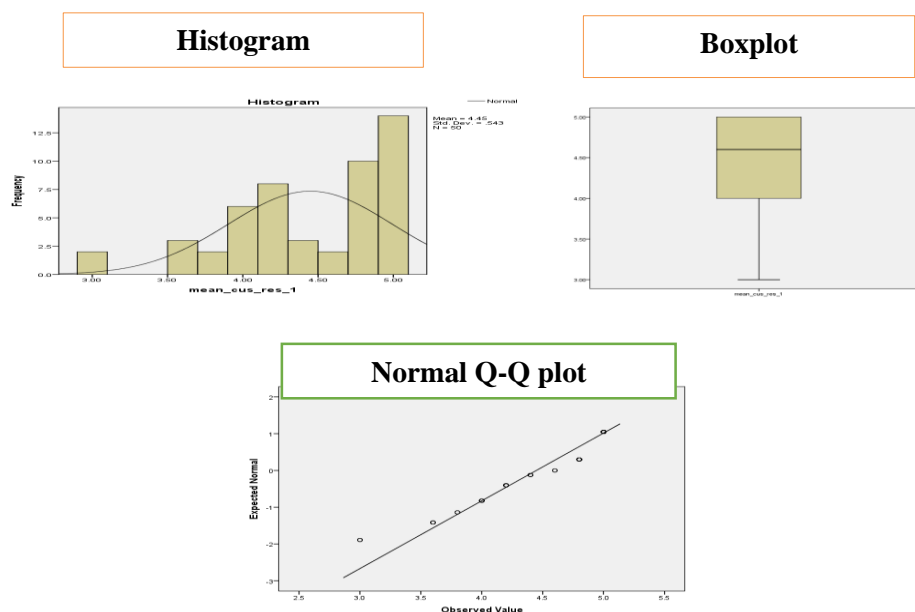 Histogram
Boxplot
Histogram
Normal
Mean = 4.45
Std. Dev. = .543
N = 50
Frequency
12.5
10.0
7.5
5.0
2.5
0.0
3.00 3.50 4.00 4.50 5.00
mean_cus_res_1
5.00
4.50
4.00
3.50
3.00
mean_cus_res_1
Normal Q-Q plot
Expected Normal
2
1
0
-1
-2
-3
2.5 3.0 3.5 4.0 4.5 5.0 5.5
Observed Value